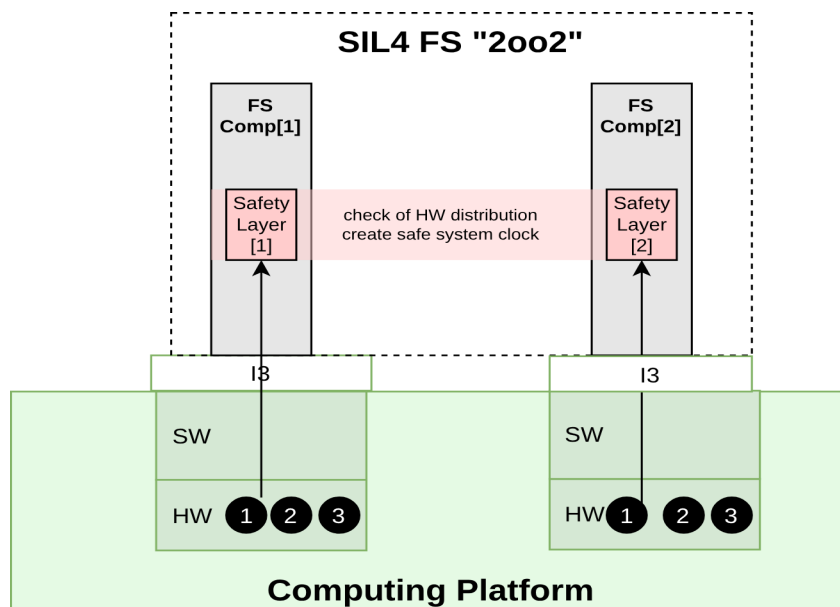 SIL4 FS "2oo2"
FS
Comp[1]
FS
Comp[2]
Safety
Layer
[1]
check of HW distribution
create safe system clock
Safety
Layer
[2]
I3
I3
SW
SW
HW 1 2 3
HW 1 2 3
Computing Platform